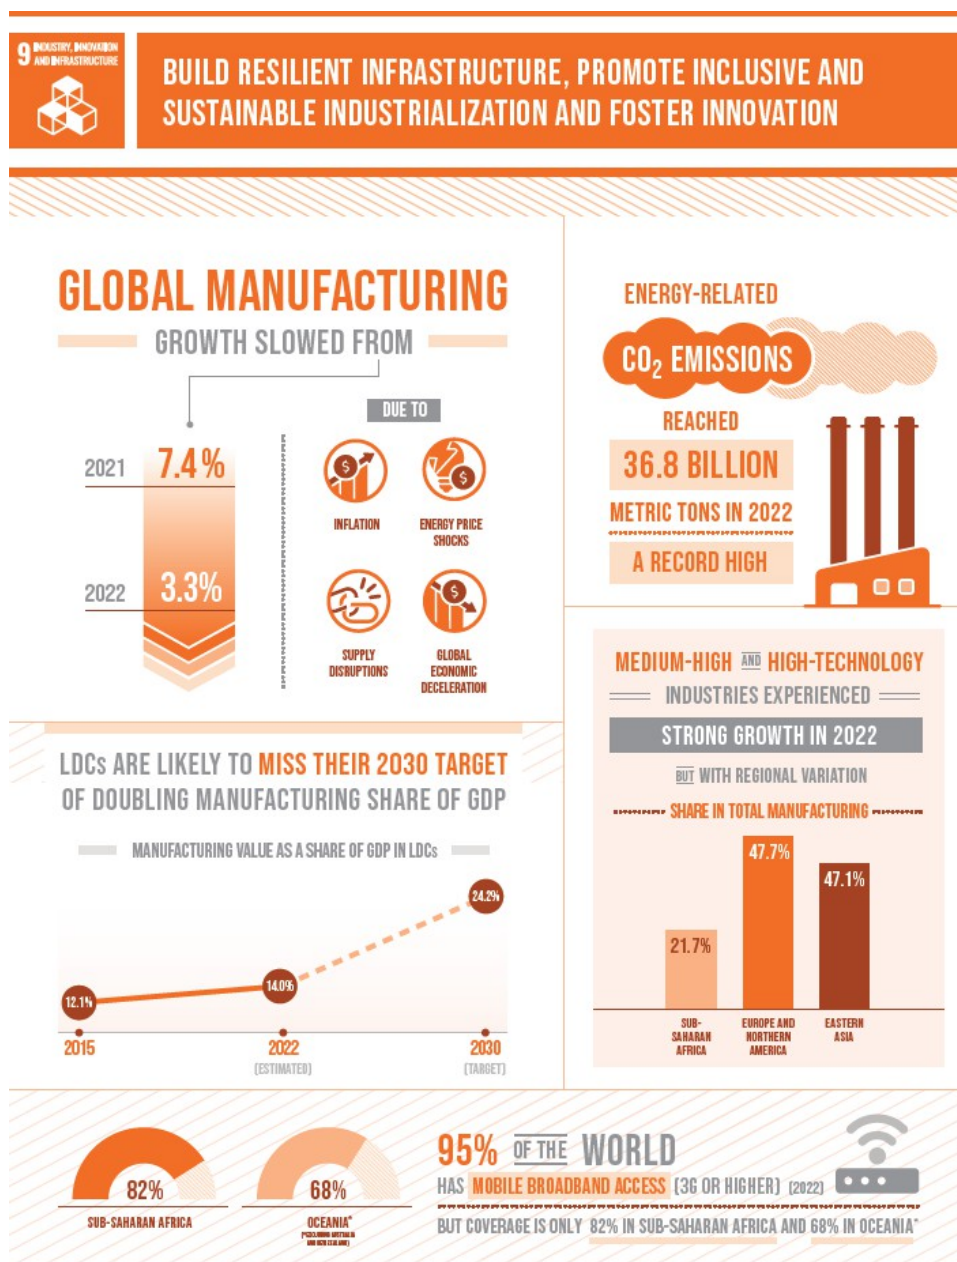 9 INDUSTRY, INNOVATION
AND INFRASTRUCTURE
BUILD RESILIENT INFRASTRUCTURE, PROMOTE INCLUSIVE AND
SUSTAINABLE INDUSTRIALIZATION AND FOSTER INNOVATION
GLOBAL MANUFACTURING
GROWTH SLOWED FROM
2021 7.4%
2022 3.3%
DUE TO
$
INFLATION
$
ENERGY PRICE
SHOCKS
SUPPLY
DISRUPTIONS
$
GLOBAL
ECONOMIC
DECELERATION
ENERGY-RELATED
CO₂ EMISSIONS
REACHED
36.8 BILLION
METRIC TONS IN 2022
A RECORD HIGH
MEDIUM-HIGH AND HIGH-TECHNOLOGY
INDUSTRIES EXPERIENCED
STRONG GROWTH IN 2022
BUT WITH REGIONAL VARIATION
SHARE IN TOTAL MANUFACTURING
21.7%
47.7%
47.1%
SUB-
SAHARAN
AFRICA
EUROPE AND
NORTHERN
AMERICA
EASTERN
ASIA
LDCs ARE LIKELY TO MISS THEIR 2030 TARGET
OF DOUBLING MANUFACTURING SHARE OF GDP
MANUFACTURING VALUE AS A SHARE OF GDP IN LDCs
12.1%
14.0%
24.2%
2015
2022
(ESTIMATED)
2030
(TARGET)
82%
SUB-SAHARAN AFRICA
68%
OCEANIA*
(*EXCLUDING AUSTRALIA
AND NEW ZEALAND)
95% OF THE WORLD
HAS MOBILE BROADBAND ACCESS (3G OR HIGHER) (2022)
BUT COVERAGE IS ONLY 82% IN SUB-SAHARAN AFRICA AND 68% IN OCEANIA*